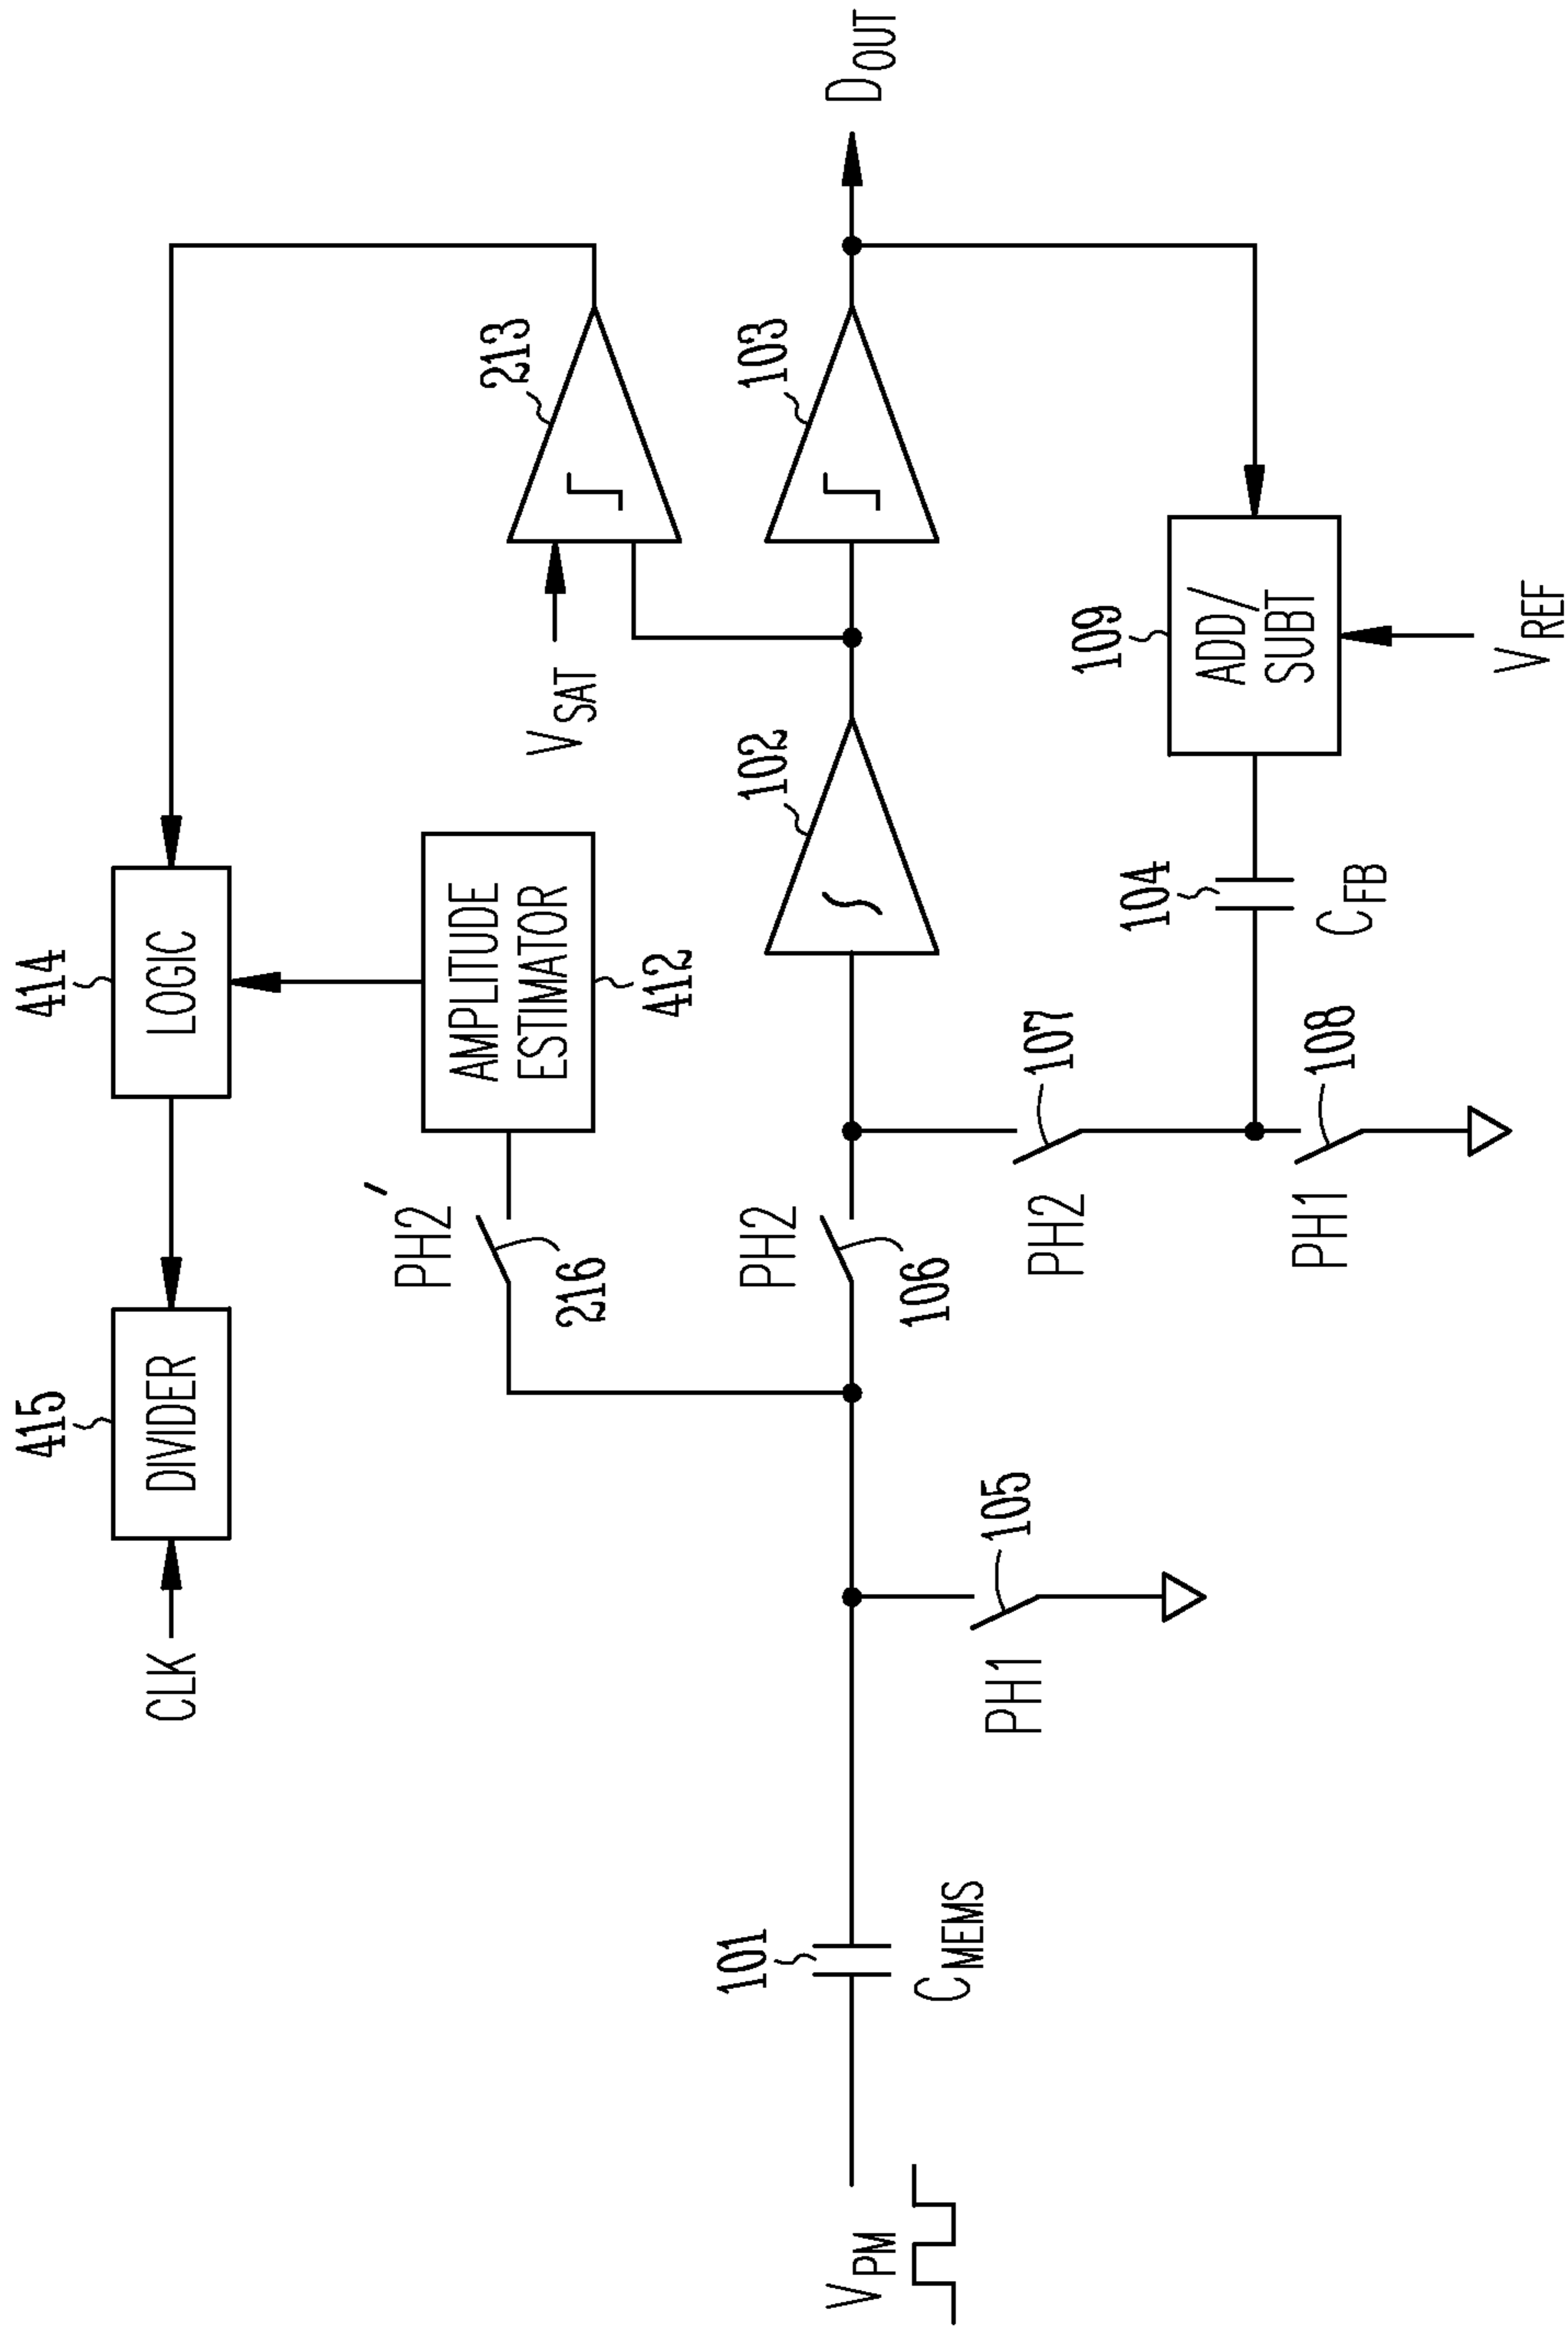 415
414
CLK
DIVIDER
LOGIC
PH2′
AMPLITUDE
ESTIMATOR
216
412
213
V_SAT
101
PH2
102
103
V_PM
D_OUT
C_MEMS
106
105
PH1
107
PH2
104
109
ADD/
SUBT
C_FB
108
PH1
V_REF